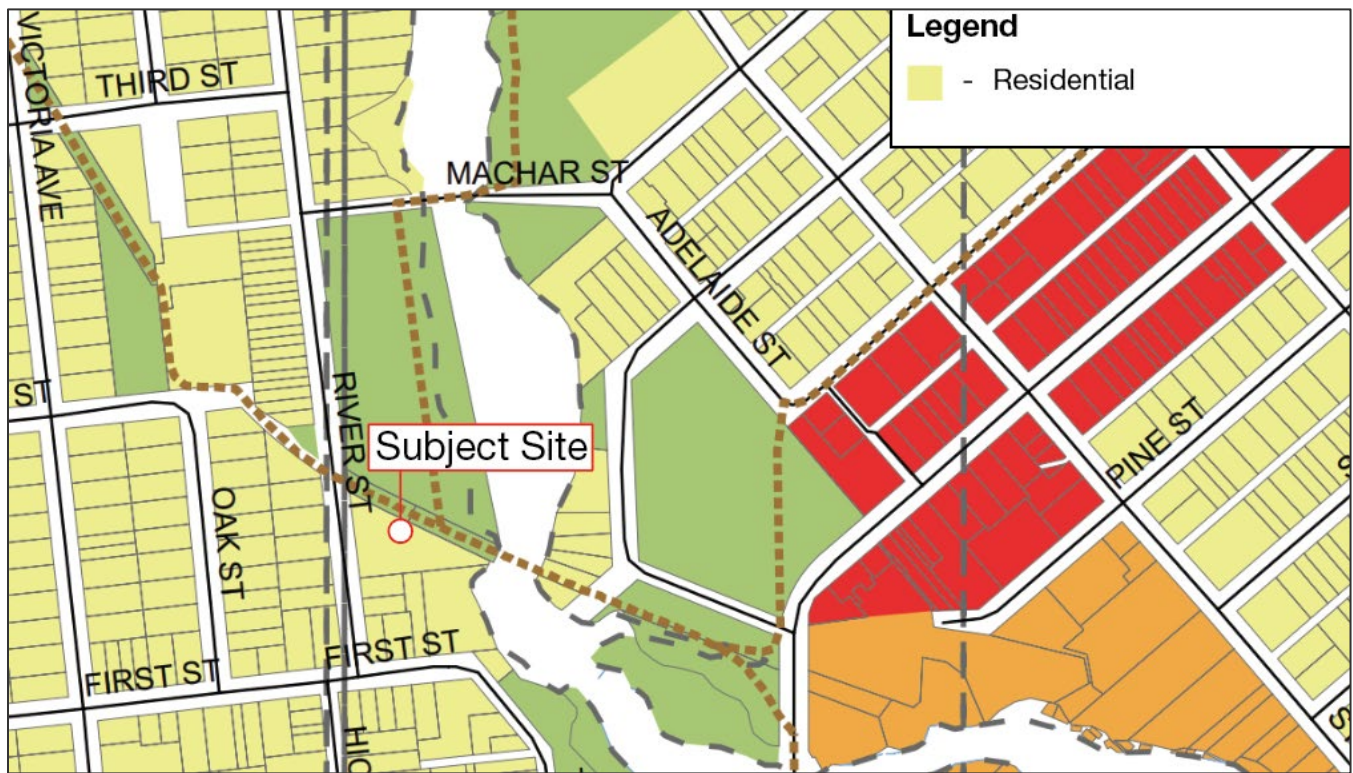 Legend
- Residential
VICTORIA AVE
THIRD ST
MACHAR ST
ADELAIDE ST
ST
RIVER ST
Subject Site
OAK ST
PINE ST
FIRST ST
FIRST ST